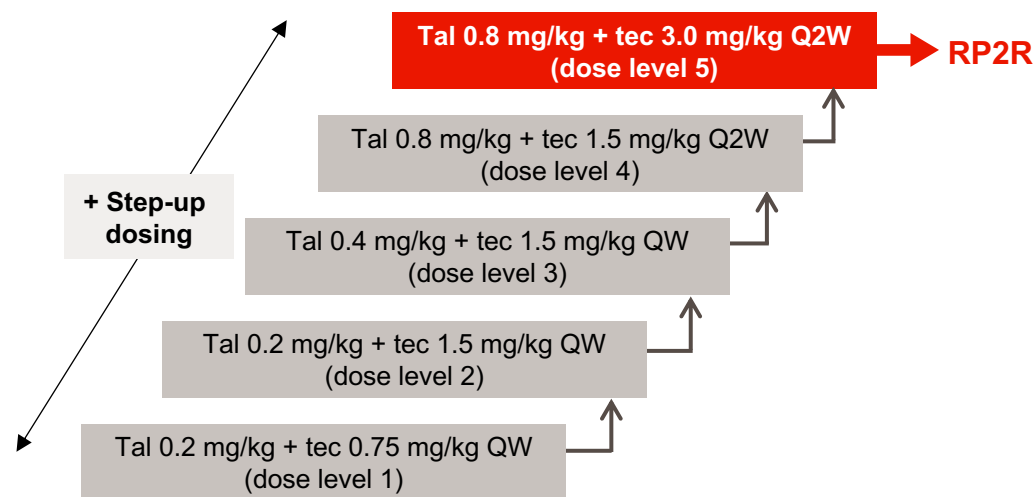 Tal 0.8 mg/kg + tec 3.0 mg/kg Q2W
(dose level 5)
RP2R
Tal 0.8 mg/kg + tec 1.5 mg/kg Q2W
(dose level 4)
+ Step-up
dosing
Tal 0.4 mg/kg + tec 1.5 mg/kg QW
(dose level 3)
Tal 0.2 mg/kg + tec 1.5 mg/kg QW
(dose level 2)
Tal 0.2 mg/kg + tec 0.75 mg/kg QW
(dose level 1)